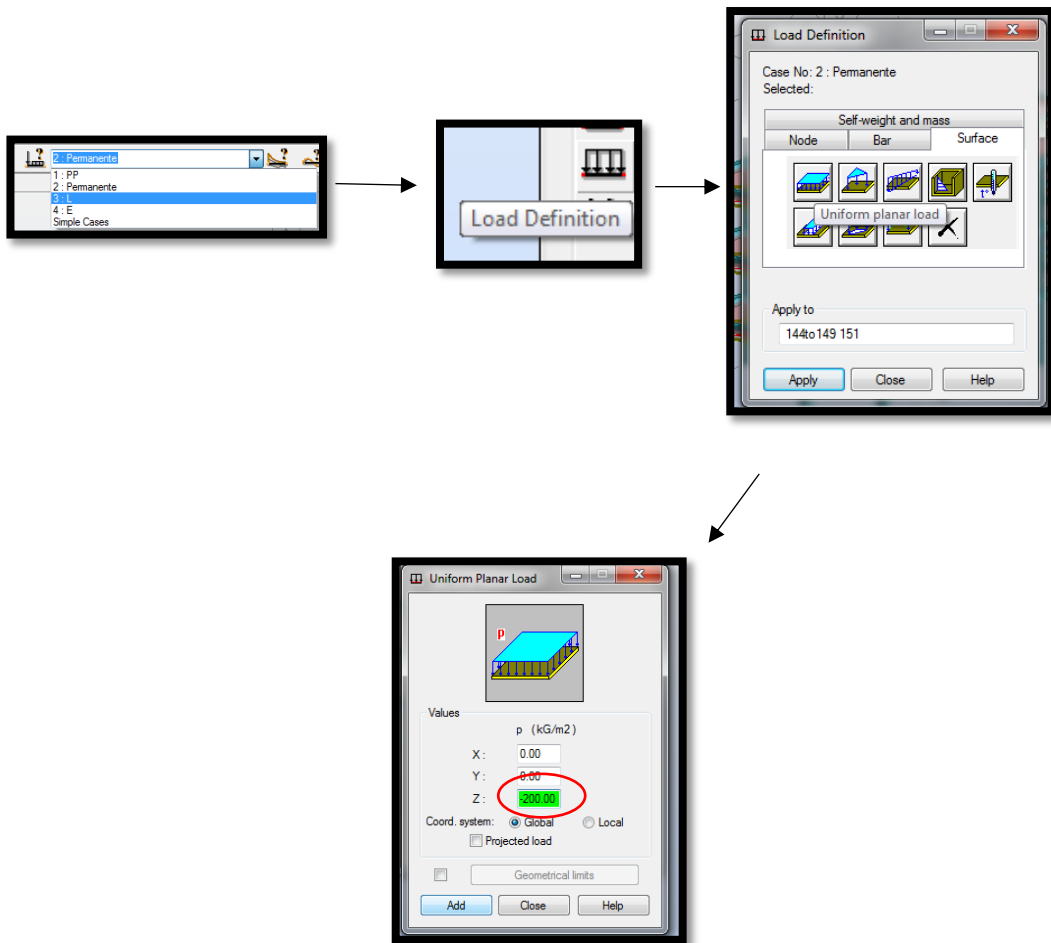 2 : Permanente
1 : PP
2 : Permanente
3 : L
4 : E
Simple Cases
Load Definition
Load Definition
Case No: 2 : Permanente
Selected:
Self-weight and mass
Node Bar Surface
t°
Uniform planar load
Apply to
144to149 151
Apply Close Help
Uniform Planar Load
p
Values
p (kG/m2)
X : 0.00
Y : 0.00
Z : -200.00
Coord. system: Global Local
Projected load
Geometrical limits
Add Close Help